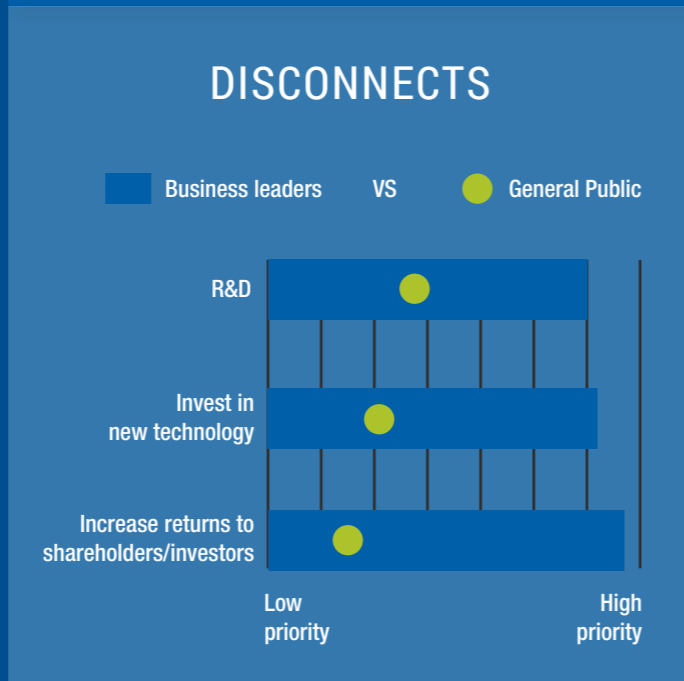 DISCONNECTS
Business leaders VS General Public
R&D
Invest in
new technology
Increase returns to
shareholders/investors
Low
priority
High
priority